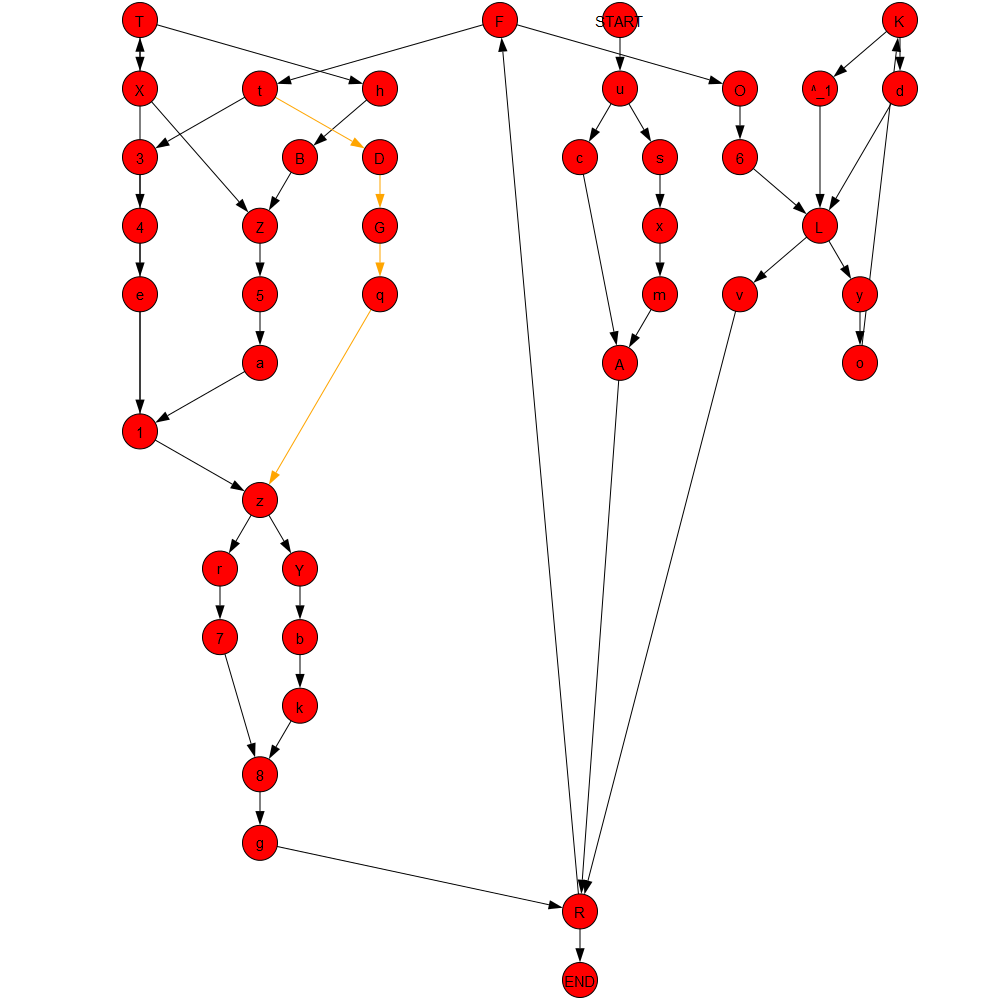 T F START K
X t h u O ^_1 d
3 B D c s 6
4 Z G x L
e 5 q m v y
a A o
1
z
r Y
7 b
k
8
g
R
END